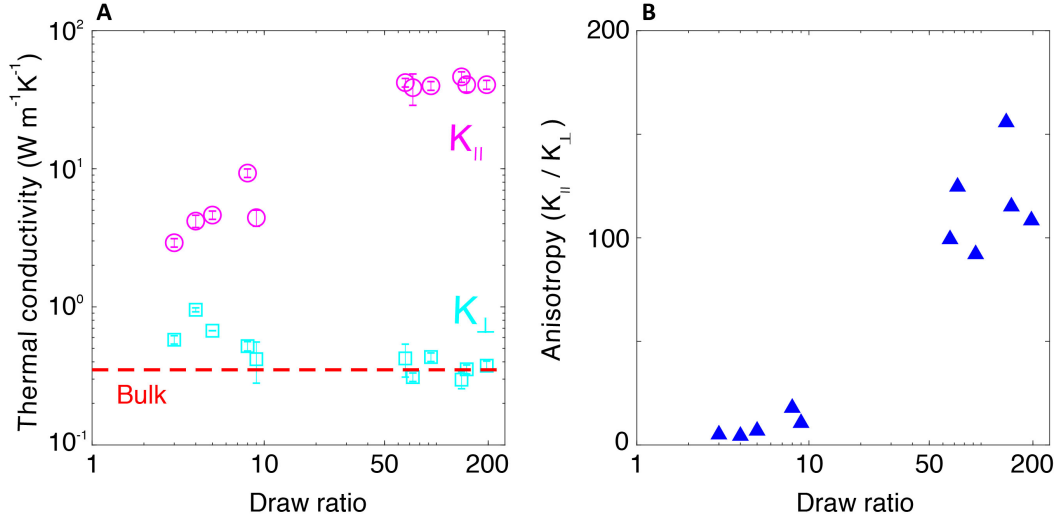 A
Thermal conductivity (W m⁻¹K⁻¹)
10²
10¹
10⁰
10⁻¹
K∥
K⊥
Bulk
1
10
50
200
Draw ratio
B
Anisotropy (K∥ / K⊥)
200
100
0
1
10
50
200
Draw ratio